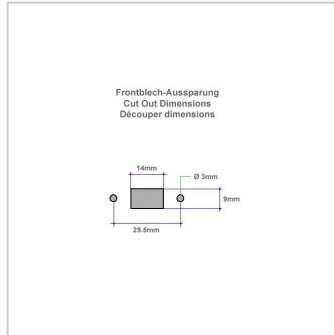 Frontblech-Aussparung
Cut Out Dimensions
Découper dimensions
14mm
Ø 3mm
9mm
29.5mm